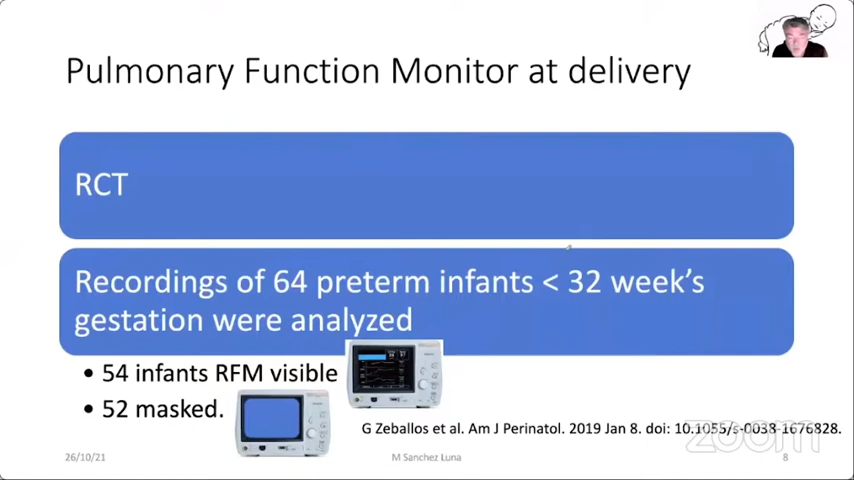 Pulmonary Function Monitor at delivery
RCT
Recordings of 64 preterm infants < 32 week's
gestation were analyzed
• 54 infants RFM visible
• 52 masked.
G Zeballos et al. Am J Perinatol. 2019 Jan 8. doi: 10.1055/s-0038-1676828.
zoom
26/10/21
M Sanchez Luna
8